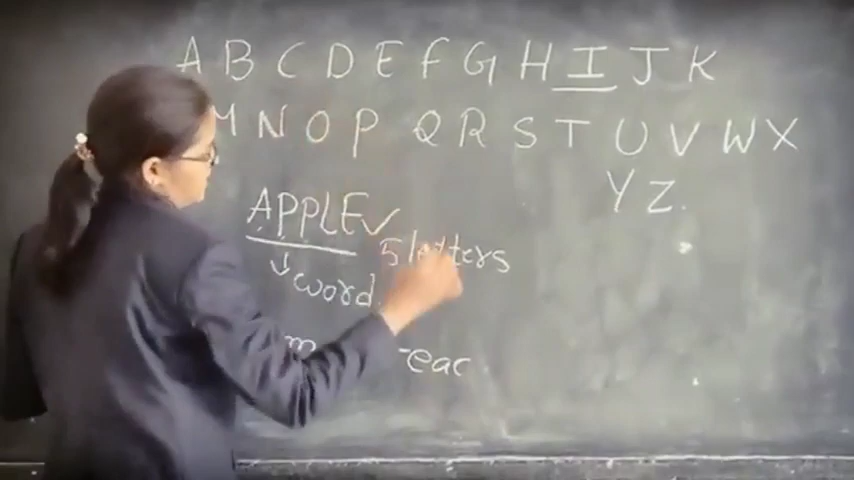 A B C D E F G H I J K
M N O P Q R S T U V W X
Y Z.
APPLE ✓
5 letters
↓ word.